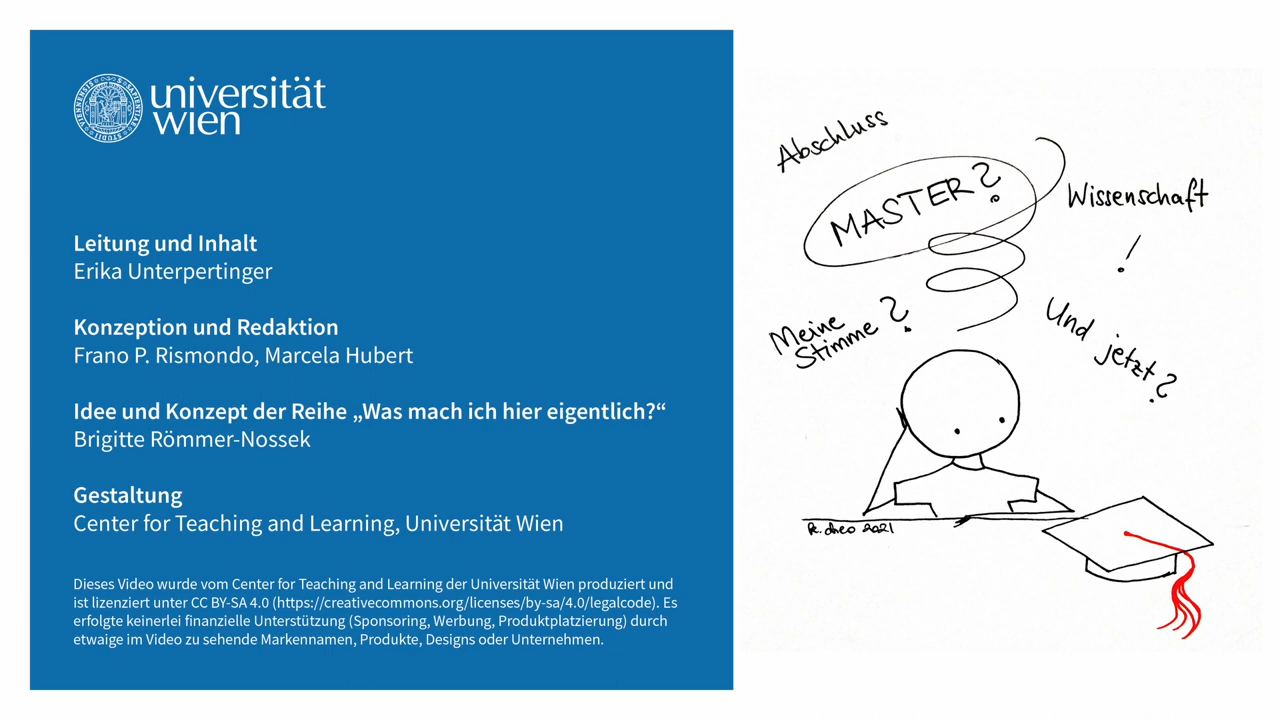 universität
wien
Leitung und Inhalt
Erika Unterpertinger
Konzeption und Redaktion
Frano P. Rismondo, Marcela Hubert
Idee und Konzept der Reihe „Was mach ich hier eigentlich?“
Brigitte Römmer-Nossek
Gestaltung
Center for Teaching and Learning, Universität Wien
Dieses Video wurde vom Center for Teaching and Learning der Universität Wien produziert und
ist lizenziert unter CC BY-SA 4.0 (https://creativecommons.org/licenses/by-sa/4.0/legalcode). Es
erfolgte keinerlei finanzielle Unterstützung (Sponsoring, Werbung, Produktplatzierung) durch
etwaige im Video zu sehende Markennamen, Produkte, Designs oder Unternehmen.
Abschluss
MASTER?
Wissenschaft
!
Meine
Stimme?
Und jetzt?
2021